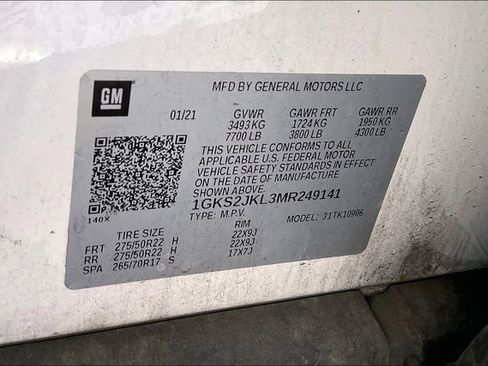 GM
MFD BY GENERAL MOTORS LLC
01/21 GVWR GAWR FRT GAWR RR
3493 KG 1724 KG 1950 KG
7700 LB 3800 LB 4300 LB
THIS VEHICLE CONFORMS TO ALL
APPLICABLE U.S. FEDERAL MOTOR
VEHICLE SAFETY STANDARDS IN EFFECT ON
THE DATE OF MANUFACTURE
SHOWN ABOVE.
1GKS2JKL3MR249141
140X
TYPE: M.P.V. MODEL: 31TK10906
TIRE SIZE RIM
FRT 275/50R22 H 22X9J
RR 275/50R22 H 22X9J
SPA 265/70R17 S 17X7J